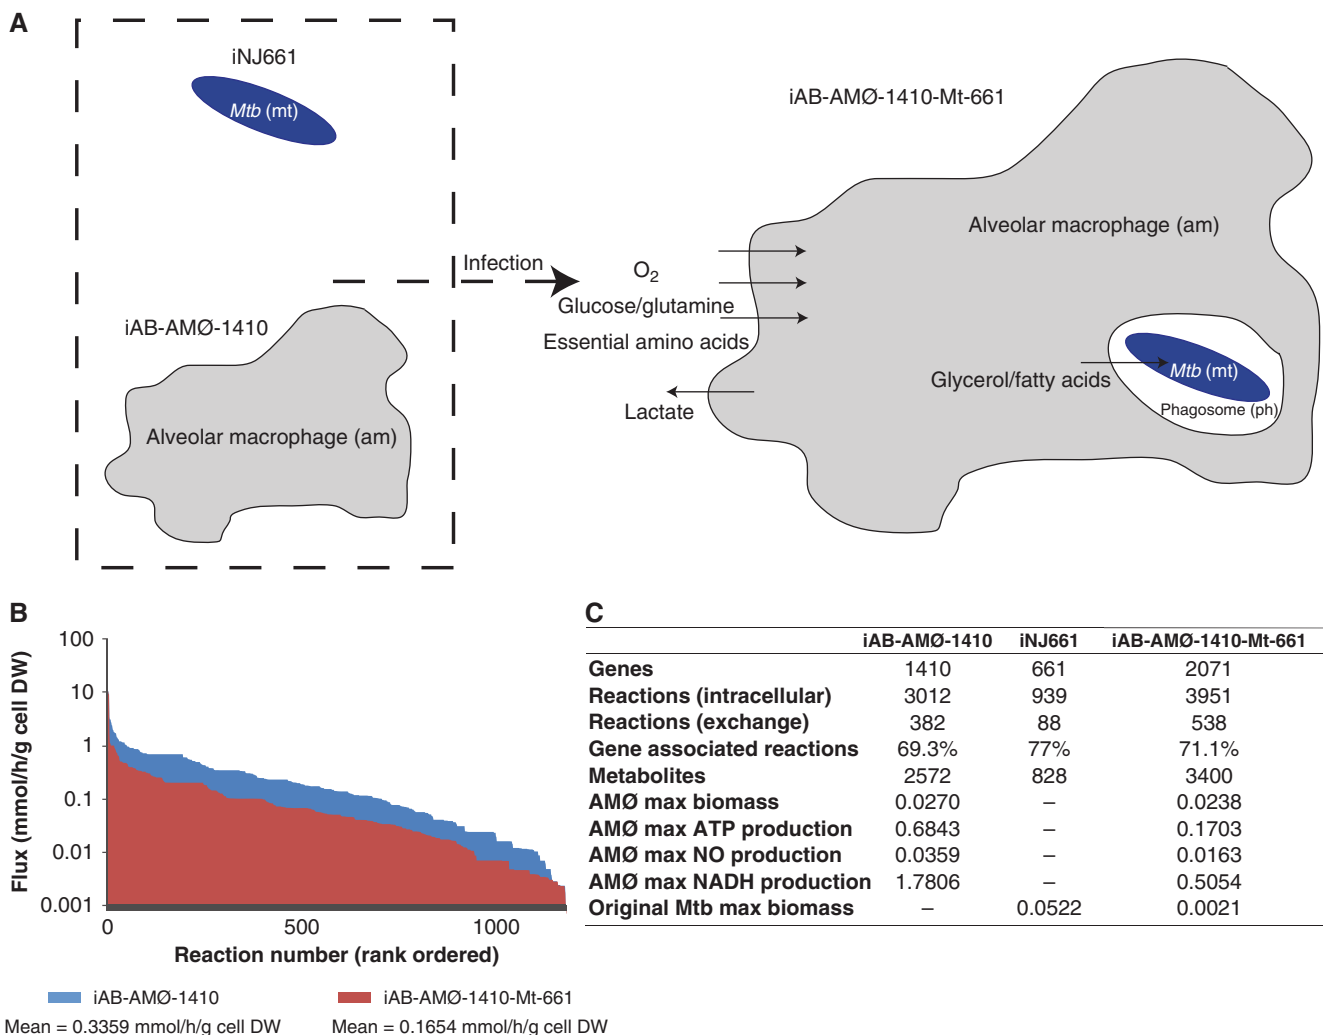 A
iNJ661
Mtb (mt)
iAB-AMØ-1410-Mt-661
Alveolar macrophage (am)
Infection
O2
Glucose/glutamine
Essential amino acids
Lactate
iAB-AMØ-1410
Alveolar macrophage (am)
Glycerol/fatty acids
Mtb (mt)
Phagosome (ph)
B
Flux (mmol/h/g cell DW)
100
10
1
0.1
0.01
0.001
0 500 1000
Reaction number (rank ordered)
iAB-AMØ-1410 iAB-AMØ-1410-Mt-661
Mean = 0.3359 mmol/h/g cell DW Mean = 0.1654 mmol/h/g cell DW
C
iAB-AMØ-1410 iNJ661 iAB-AMØ-1410-Mt-661
Genes 1410 661 2071
Reactions (intracellular) 3012 939 3951
Reactions (exchange) 382 88 538
Gene associated reactions 69.3% 77% 71.1%
Metabolites 2572 828 3400
AMØ max biomass 0.0270 – 0.0238
AMØ max ATP production 0.6843 – 0.1703
AMØ max NO production 0.0359 – 0.0163
AMØ max NADH production 1.7806 – 0.5054
Original Mtb max biomass – 0.0522 0.0021